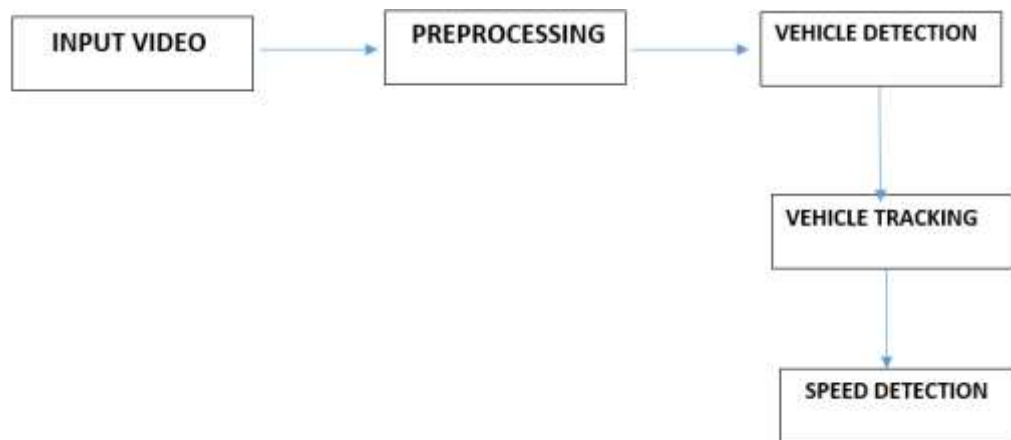 INPUT VIDEO
PREPROCESSING
VEHICLE DETECTION
VEHICLE TRACKING
SPEED DETECTION